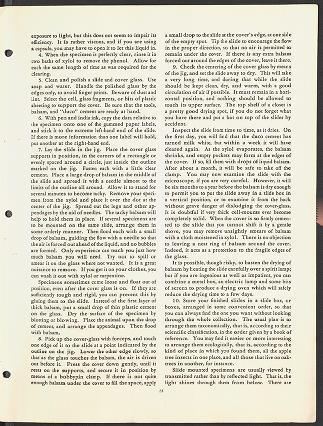 exposure to light, but this does not seem to impair its
efficiency. It is rather viscous, and if you are using
a capsule, you may have to open it to let this liquid in.
4. When the specimen is perfectly clear, mix it in
two baths of xylol to remove the phenol. Allow for
each the same length of time as was required for the
clearing.
5. Clean and polish a slide and cover glass. Use
soap and water. Handle the polished glass by the
edges only, to avoid finger prints. Beware of dust and
lint. Select the cell, glass fragments, or bits of plastic
sheeting to support the cover. Be sure that the tools,
balsam, and "duco" cement are ready at hand.
6. With pen and india ink, copy the data relative to
the specimen onto one of the gummed paper labels,
and stick it to the extreme left-hand end of the slide.
If there is more information than one label will hold,
put another at the right-hand end.
7. Lay the slide in the jig. Place the cover glass
supports in position, in the corners of a rectangle or
evenly spaced around a circle, just inside the outline
marked on the jig. Fasten each with a little clear
cement. Place a large drop of balsam in the middle of
the slide and spread it with a needle almost to the
limits of the outline all around. Allow it to stand for
several minutes to become tacky. Remove your specimen
from the xylol and place it over the dot at the
center of the jig. Spread out the legs and other appendages
by the aid of needles. The tacky balsam will
help to hold them in place. If several specimens are
to be mounted on the same slide, arrange them in
some orderly manner. Then flood each with a small
drop of balsam, guiding the flow with a needle so that
the air is forced out ahead of the liquid, and no bubbles
are formed. Only experience can teach you just how
much balsam you will need. Try not to spill or
smear it on the glass where not wanted. It is a great
nuisance to remove. If you get it on your clothes, you
can wash it out with xylol or turpentine.
Specimens sometimes come loose and float out of
position, even after the cover glass is on. If they are
sufficiently tough and rigid, you can prevent this by
gluing them to the slide. Instead of the first layer of
thick balsam, put a small drop of thin plastic cement
on the glass. Dry the surface of the specimen by
blotting or blowing. Place the animal upon the drop
of cement, and arrange the appendages. Then flood
with balsam.
8. Pick up the cover-glass with forceps, and touch
one edge of it to the slide at a point indicated by the
outline on the jig. Lower the other edge slowly, so
that as the glass touches the balsam, the air is driven
out before it. Press the cover down gently, until it
rests on the supports, and secure it in position by
means of a bobbypin clamp. If there is not quite
enough balsam under the cover to fill the space, apply
a small drop to the slide at the cover's edge, at one side
of the empty spot. Tip the slide to encourage the flow
in the proper direction, so that no air is permitted to
remain under the cover. If there is any extra balsam
forced out around the edges of the cover, leave it there.
9. Check the centering of the cover glass by means
of the jig, and set the slide away to dry. This will take
a very long time, and during that while the slide
should be kept clean, dry, and warm, with a good
circulation of air if possible. It must remain in a horizontal
position, and nothing should be allowed to
touch its upper surface. The top shelf of a closet is
a pretty good drying spot, if you do not forget what
you have there and put a hat on top of the slider by
accident.
Inspect the slide from time to time, as it dries. On
the first day, you will find that the duco cement has
turned milk white, but within a week it will have
cleared again. As the xylol evaporates, the balsam
shrinks, and empty pockets may form at the edges of
the cover. If so, fill them with drops of liquid balsam.
After about a month, it will be safe to take off the
clamp. You may now examine the slide with the
microscope, if you are very careful. However, it will
be six months to a year before the balsam is dry enough
to permit you to put the slide away in a slide box in
a vertical position, or to examine it from the back
without grave danger of dislodging the cover-glass.
It is doubtful if very thick cell-mounts ever become
completely solid. When the cover is so firmly cemented
to the slide that you cannot shift it by a gentle
shove, you may remove unsightly smears of balsam
with a rag moistened in xylol. There is no objection
to leaving a neat ring of balsam around the cover.
Indeed, it acts as a protection to the fragile edges of
the glass.
It is possible, though risky, to hasten the drying of
balsam by heating the slide carefully over a spirit lamp
but if you are ingenious as well as impatient, you can
combine a metal box, an electric lamp and some bits
of screen to produce a drying oven which will safely
reduce the drying time to a few days.
10. Store your finished slides in a slide box, arranging
them in some convenient order, so that
you can always find the one you want without looking
through the whole collection. The usual plan is to
arrange them taxonomically, that is, according to their
scientific classification, in the order given by a book of
reference. You may find it easier or more interesting
to arrange them ecologically, that is, according to the
kind of place in which you found them, all the apple
tree insects in one place, and all those that live on oak
trees in another, for instance.
Slide mounted specimens are usually viewed by
transmitted rather than by reflected light. That is, the
light shines through them from below. There are